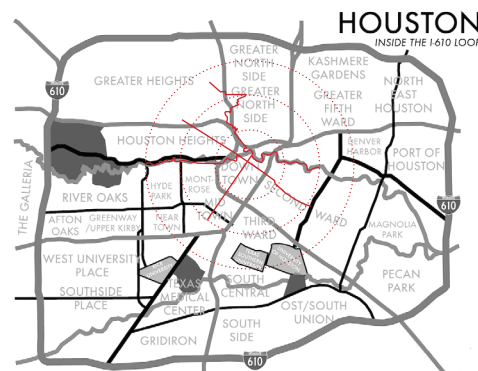 HOUSTON
INSIDE THE I-610 LOOP
GREATER
NORTH
SIDE
KASHMERE
GARDENS
GREATER HEIGHTS
NORTH
EAST
HOUSTON
610
GREATER
NORTH
SIDE
GREATER
FIFTH
WARD
HOUSTON HEIGHTS
DENVER
HARBOR
PORT OF
HOUSTON
THE GALLERIA
DOWN
TOWN
RIVER OAKS
HYDE
PARK
MONT-
ROSE
SECOND WARD
610
MID
TOWN
AFTON
OAKS
GREENWAY
/UPPER KIRBY
NEAR
TOWN
THIRD
WARD
MAGNOLIA
PARK
WEST UNIVERSITY
PLACE
PECAN
PARK
SOUTHSIDE
PLACE
TEXAS
MEDICAL
CENTER
SOUTH
CENTRAL
OST/SOUTH
UNION
GRIDIRON
SOUTH
SIDE
610